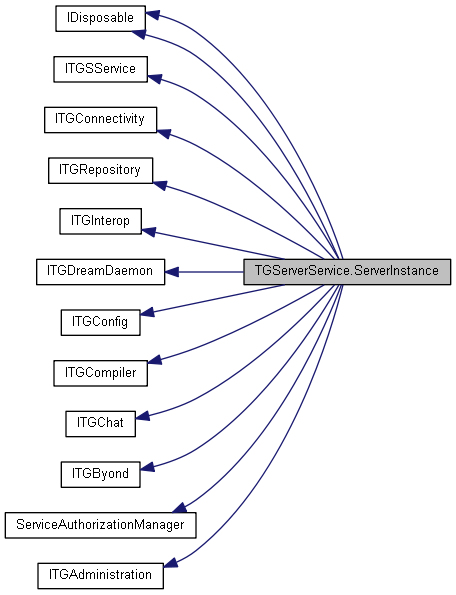 IDisposable
ITGSService
ITGConnectivity
ITGRepository
ITGInterop
TGServerService.ServerInstance
ITGDreamDaemon
ITGConfig
ITGCompiler
ITGChat
ITGByond
ServiceAuthorizationManager
ITGAdministration